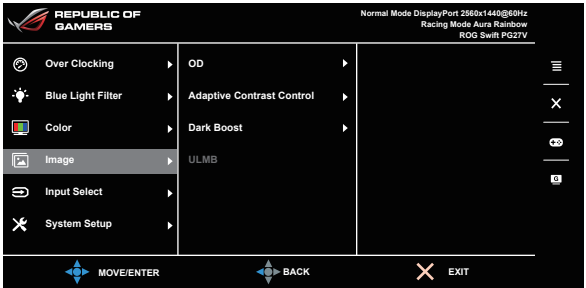 REPUBLIC OF
GAMERS
Normal Mode DisplayPort 2560x1440@60Hz
Racing Mode Aura Rainbow
ROG Swift PG27V
Over Clocking
Blue Light Filter
Color
Image
Input Select
System Setup
OD
Adaptive Contrast Control
Dark Boost
ULMB
G
MOVE/ENTER
BACK
EXIT